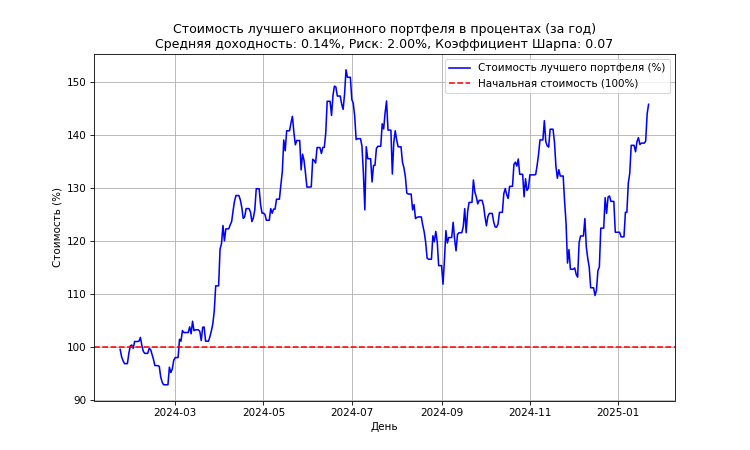 Стоимость лучшего акционного портфеля в процентах (за год)
Средняя доходность: 0.14%, Риск: 2.00%, Коэффициент Шарпа: 0.07
Стоимость лучшего портфеля (%)
Начальная стоимость (100%)
Стоимость (%)
150
140
130
120
110
100
90
2024-03 2024-05 2024-07 2024-09 2024-11 2025-01
День